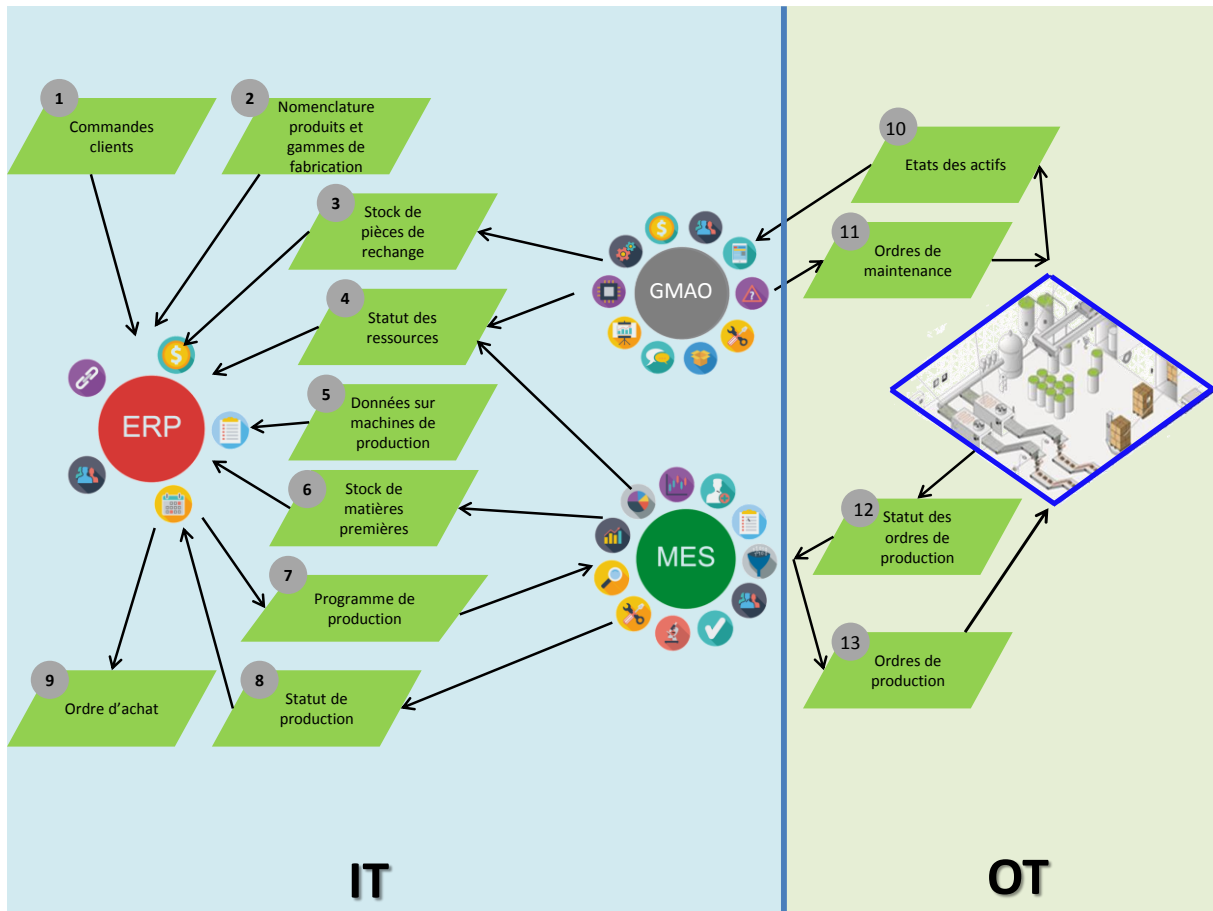 1
Commandes
clients
2
Nomenclature
produits et
gammes de
fabrication
3
Stock de
pièces de
rechange
4
Statut des
ressources
5
Données sur
machines de
production
6
Stock de
matières
premières
7
Programme de
production
8
Statut de
production
9
Ordre d'achat
ERP
GMAO
MES
10
Etats des actifs
11
Ordres de
maintenance
12
Statut des
ordres de
production
13
Ordres de
production
IT
OT